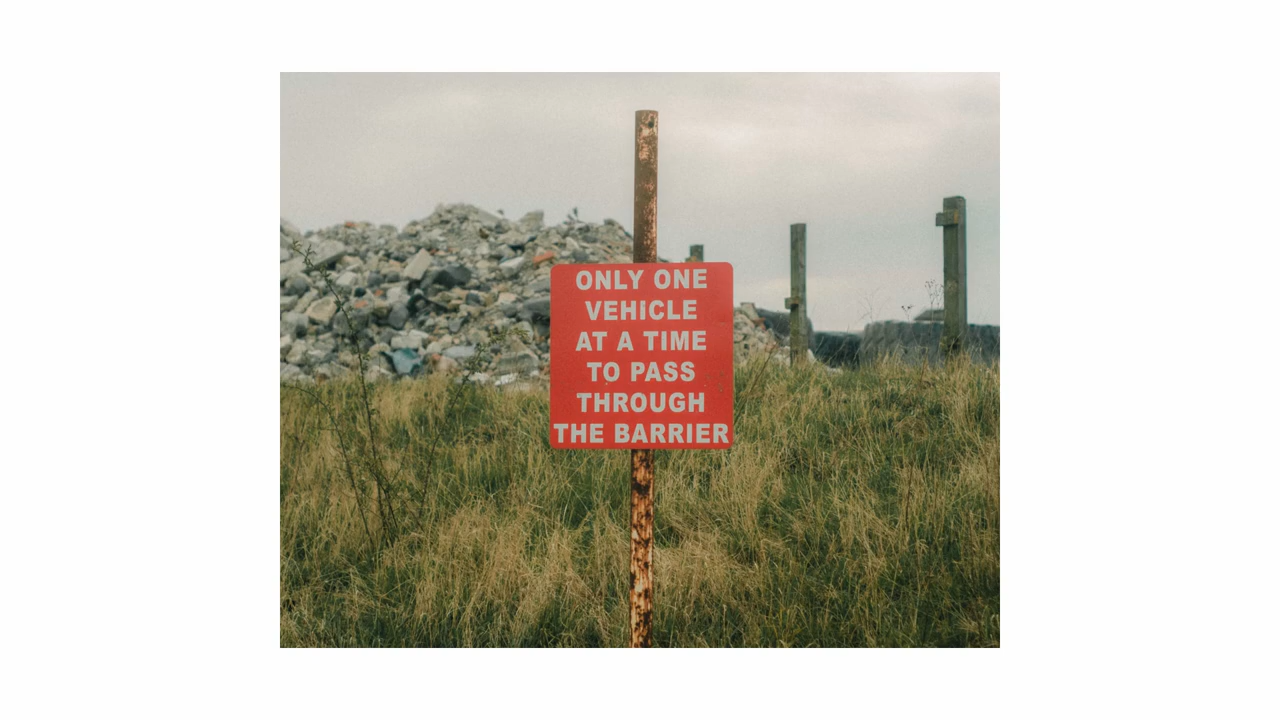 ONLY ONE
VEHICLE
AT A TIME
TO PASS
THROUGH
THE BARRIER